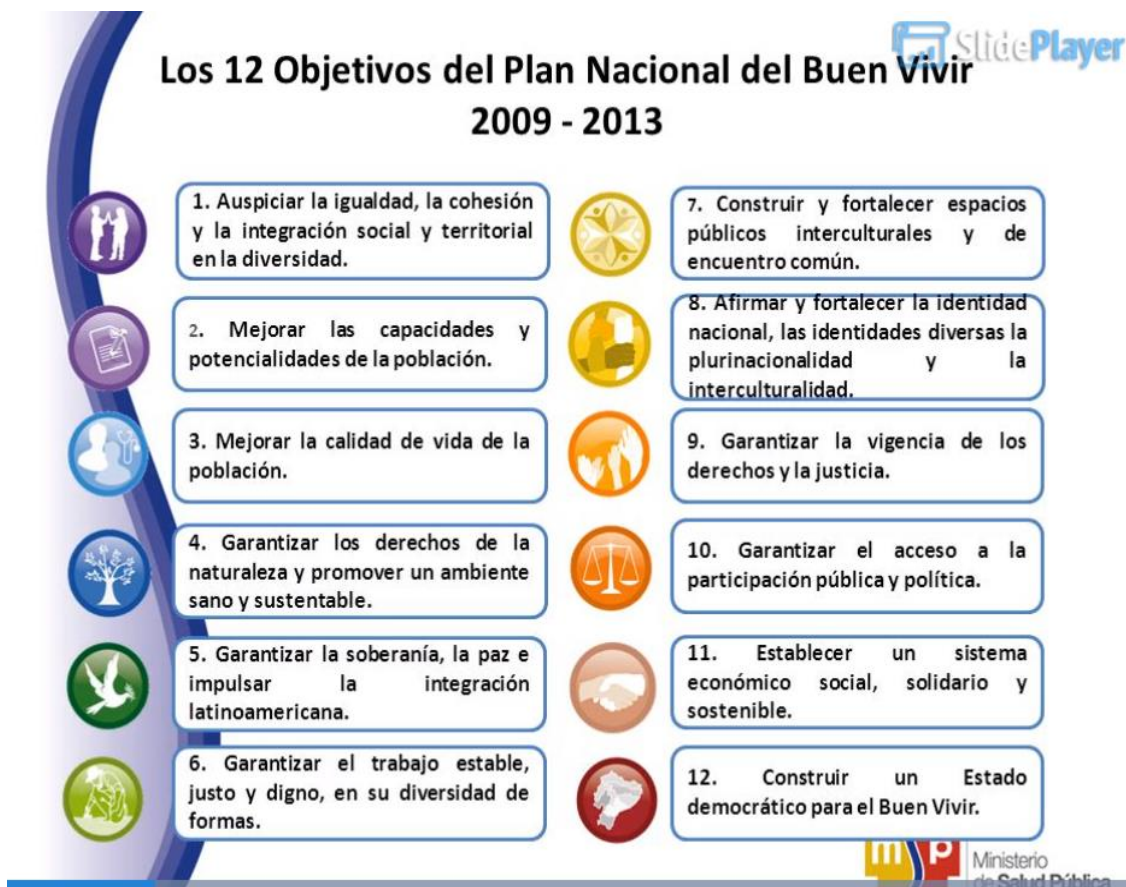 SlidePlayer
Los 12 Objetivos del Plan Nacional del Buen Vivir
2009 - 2013
1. Auspiciar la igualdad, la cohesión
y la integración social y territorial
en la diversidad.
2. Mejorar las capacidades y
potencialidades de la población.
3. Mejorar la calidad de vida de la
población.
4. Garantizar los derechos de la
naturaleza y promover un ambiente
sano y sustentable.
5. Garantizar la soberanía, la paz e
impulsar la integración
latinoamericana.
6. Garantizar el trabajo estable,
justo y digno, en su diversidad de
formas.
7. Construir y fortalecer espacios
públicos interculturales y de
encuentro común.
8. Afirmar y fortalecer la identidad
nacional, las identidades diversas la
plurinacionalidad y la
interculturalidad.
9. Garantizar la vigencia de los
derechos y la justicia.
10. Garantizar el acceso a la
participación pública y política.
11. Establecer un sistema
económico social, solidario y
sostenible.
12. Construir un Estado
democrático para el Buen Vivir.
msp
Ministerio
de Salud Pública